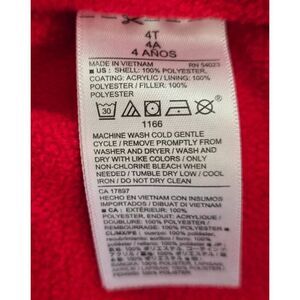 4T
4A
4 AÑOS
MADE IN VIETNAM RN 54023
■ US : SHELL: 100% POLYESTER,
COATING: ACRYLIC / LINING: 100%
POLYESTER / FILLER: 100%
POLYESTER
30
1166
MACHINE WASH COLD GENTLE
CYCLE / REMOVE PROMPTLY FROM
WASHER AND DRYER / WASH AND
DRY WITH LIKE COLORS / ONLY
NON-CHLORINE BLEACH WHEN
NEEDED / TUMBLE DRY LOW / COOL
IRON / DO NOT DRY CLEAN
CA 17897
HECHO EN VIETNAM CON INSUMOS
IMPORTADOS / DIBUAT DI VIETNAM
■ CA : EXTÉRIEUR: 100%
POLYESTER, ENDUIT: ACRYLIQUE /
DOUBLURE: 100% POLYESTER /
REMBOURRAGE: 100% POLYESTER